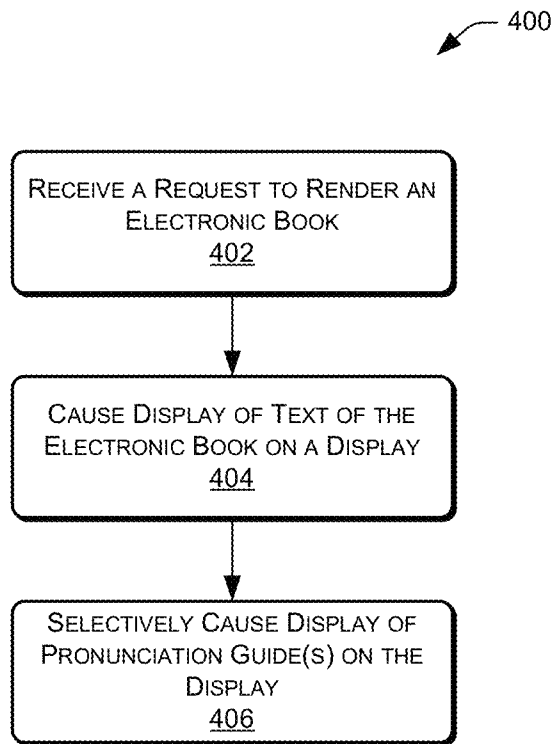 400
RECEIVE A REQUEST TO RENDER AN
ELECTRONIC BOOK
402
CAUSE DISPLAY OF TEXT OF THE
ELECTRONIC BOOK ON A DISPLAY
404
SELECTIVELY CAUSE DISPLAY OF
PRONUNCIATION GUIDE(S) ON THE
DISPLAY
406